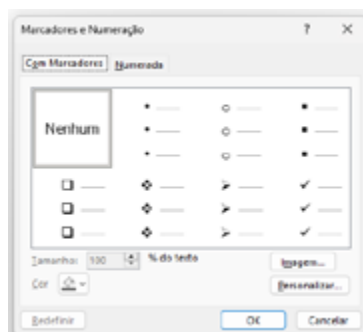 Marcadores e Numeração ? X
Com Marcadores Numerada
Nenhum
Tamanho: 100 % do texto Imagem...
Cor Personalizar...
Redefinir OK Cancelar